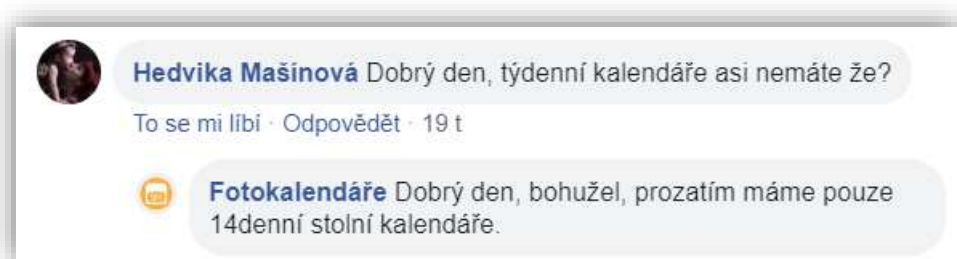 Hedvika Mašínová Dobrý den, týdenní kalendáře asi nemáte že?
To se mi líbí · Odpovědět · 19 t
Fotokalendáře Dobrý den, bohužel, prozatím máme pouze
14denní stolní kalendáře.